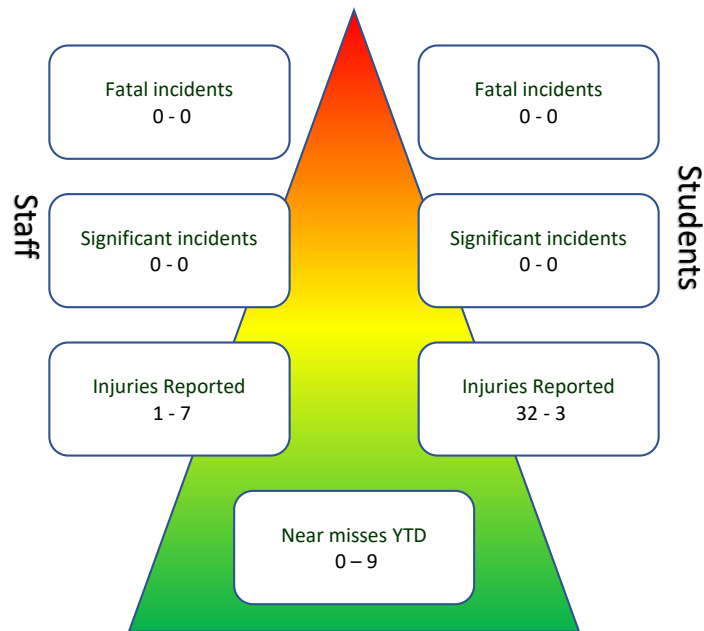 Staff
Students
Fatal incidents
0 - 0
Fatal incidents
0 - 0
Significant incidents
0 - 0
Significant incidents
0 - 0
Injuries Reported
1 - 7
Injuries Reported
32 - 3
Near misses YTD
0 – 9